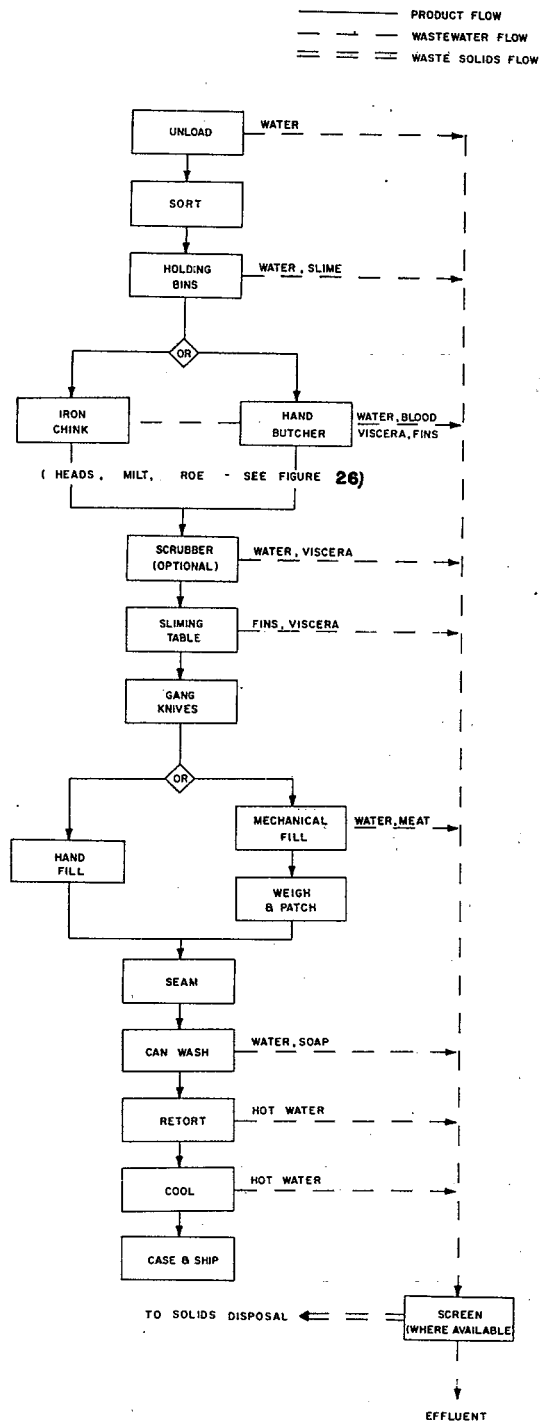 PRODUCT FLOW
WASTEWATER FLOW
WASTE SOLIDS FLOW
UNLOAD
WATER
SORT
HOLDING
BINS
WATER, SLIME
OR
IRON
CHINK
HAND
BUTCHER
WATER, BLOOD
VISCERA, FINS
( HEADS, MILT, ROE - SEE FIGURE 26)
SCRUBBER
(OPTIONAL)
WATER, VISCERA
SLIMING
TABLE
FINS, VISCERA
GANG
KNIVES
OR
HAND
FILL
MECHANICAL
FILL
WATER, MEAT
WEIGH
& PATCH
SEAM
CAN WASH
WATER, SOAP
RETORT
HOT WATER
COOL
HOT WATER
CASE & SHIP
TO SOLIDS DISPOSAL
SCREEN
(WHERE AVAILABLE)
EFFLUENT